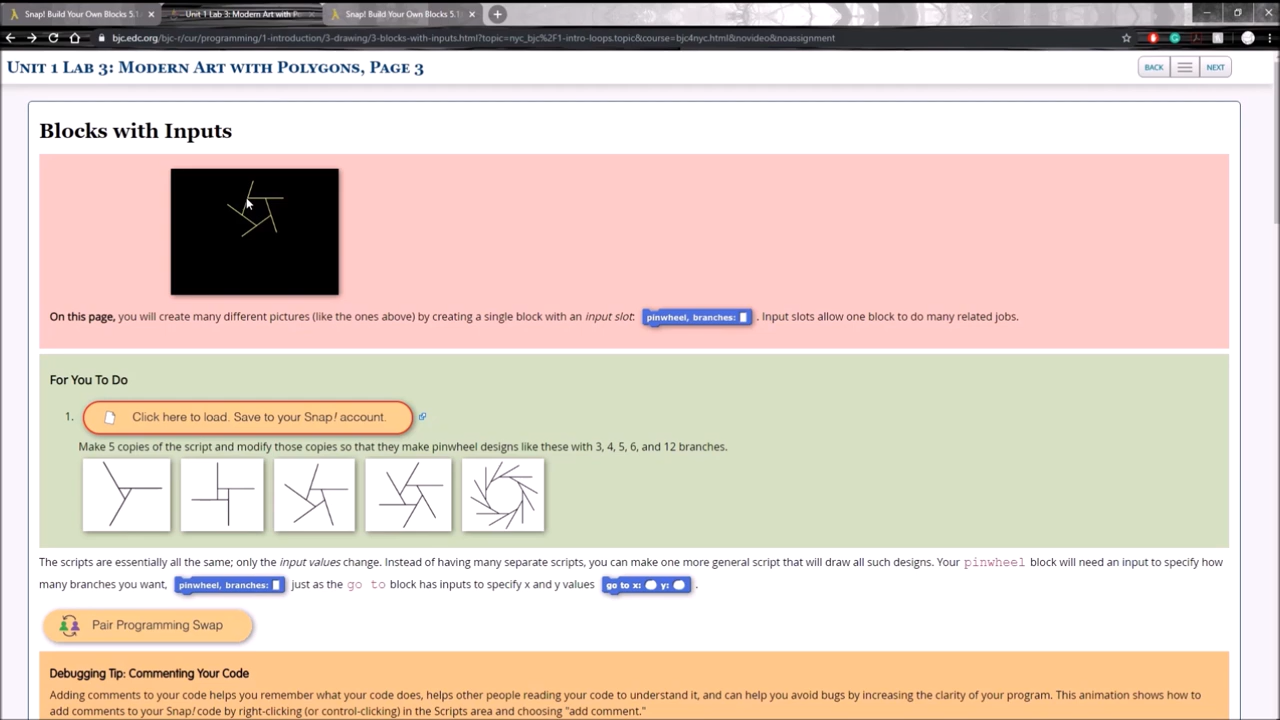 Snap! Build Your Own Blocks 5.1
Unit 1 Lab 3: Modern Art with P
Snap! Build Your Own Blocks 5.1
bjc.edc.org/bjc-r/cur/programming/1-introduction/3-drawing/3-blocks-with-inputs.html?topic=nyc_bjc%2F1-intro-loops.topic&course=bjc4nyc.html&novideo&noassignment
Unit 1 Lab 3: Modern Art with Polygons, Page 3
BACK
NEXT
Blocks with Inputs
On this page, you will create many different pictures (like the ones above) by creating a single block with an input slot: pinwheel, branches: . Input slots allow one block to do many related jobs.
For You To Do
1. Click here to load. Save to your Snap! account.
Make 5 copies of the script and modify those copies so that they make pinwheel designs like these with 3, 4, 5, 6, and 12 branches.
The scripts are essentially all the same; only the input values change. Instead of having many separate scripts, you can make one more general script that will draw all such designs. Your pinwheel block will need an input to specify how
many branches you want, pinwheel, branches: just as the go to block has inputs to specify x and y values go to x: y: .
Pair Programming Swap
Debugging Tip: Commenting Your Code
Adding comments to your code helps you remember what your code does, helps other people reading your code to understand it, and can help you avoid bugs by increasing the clarity of your program. This animation shows how to
add comments to your Snap! code by right-clicking (or control-clicking) in the Scripts area and choosing "add comment."